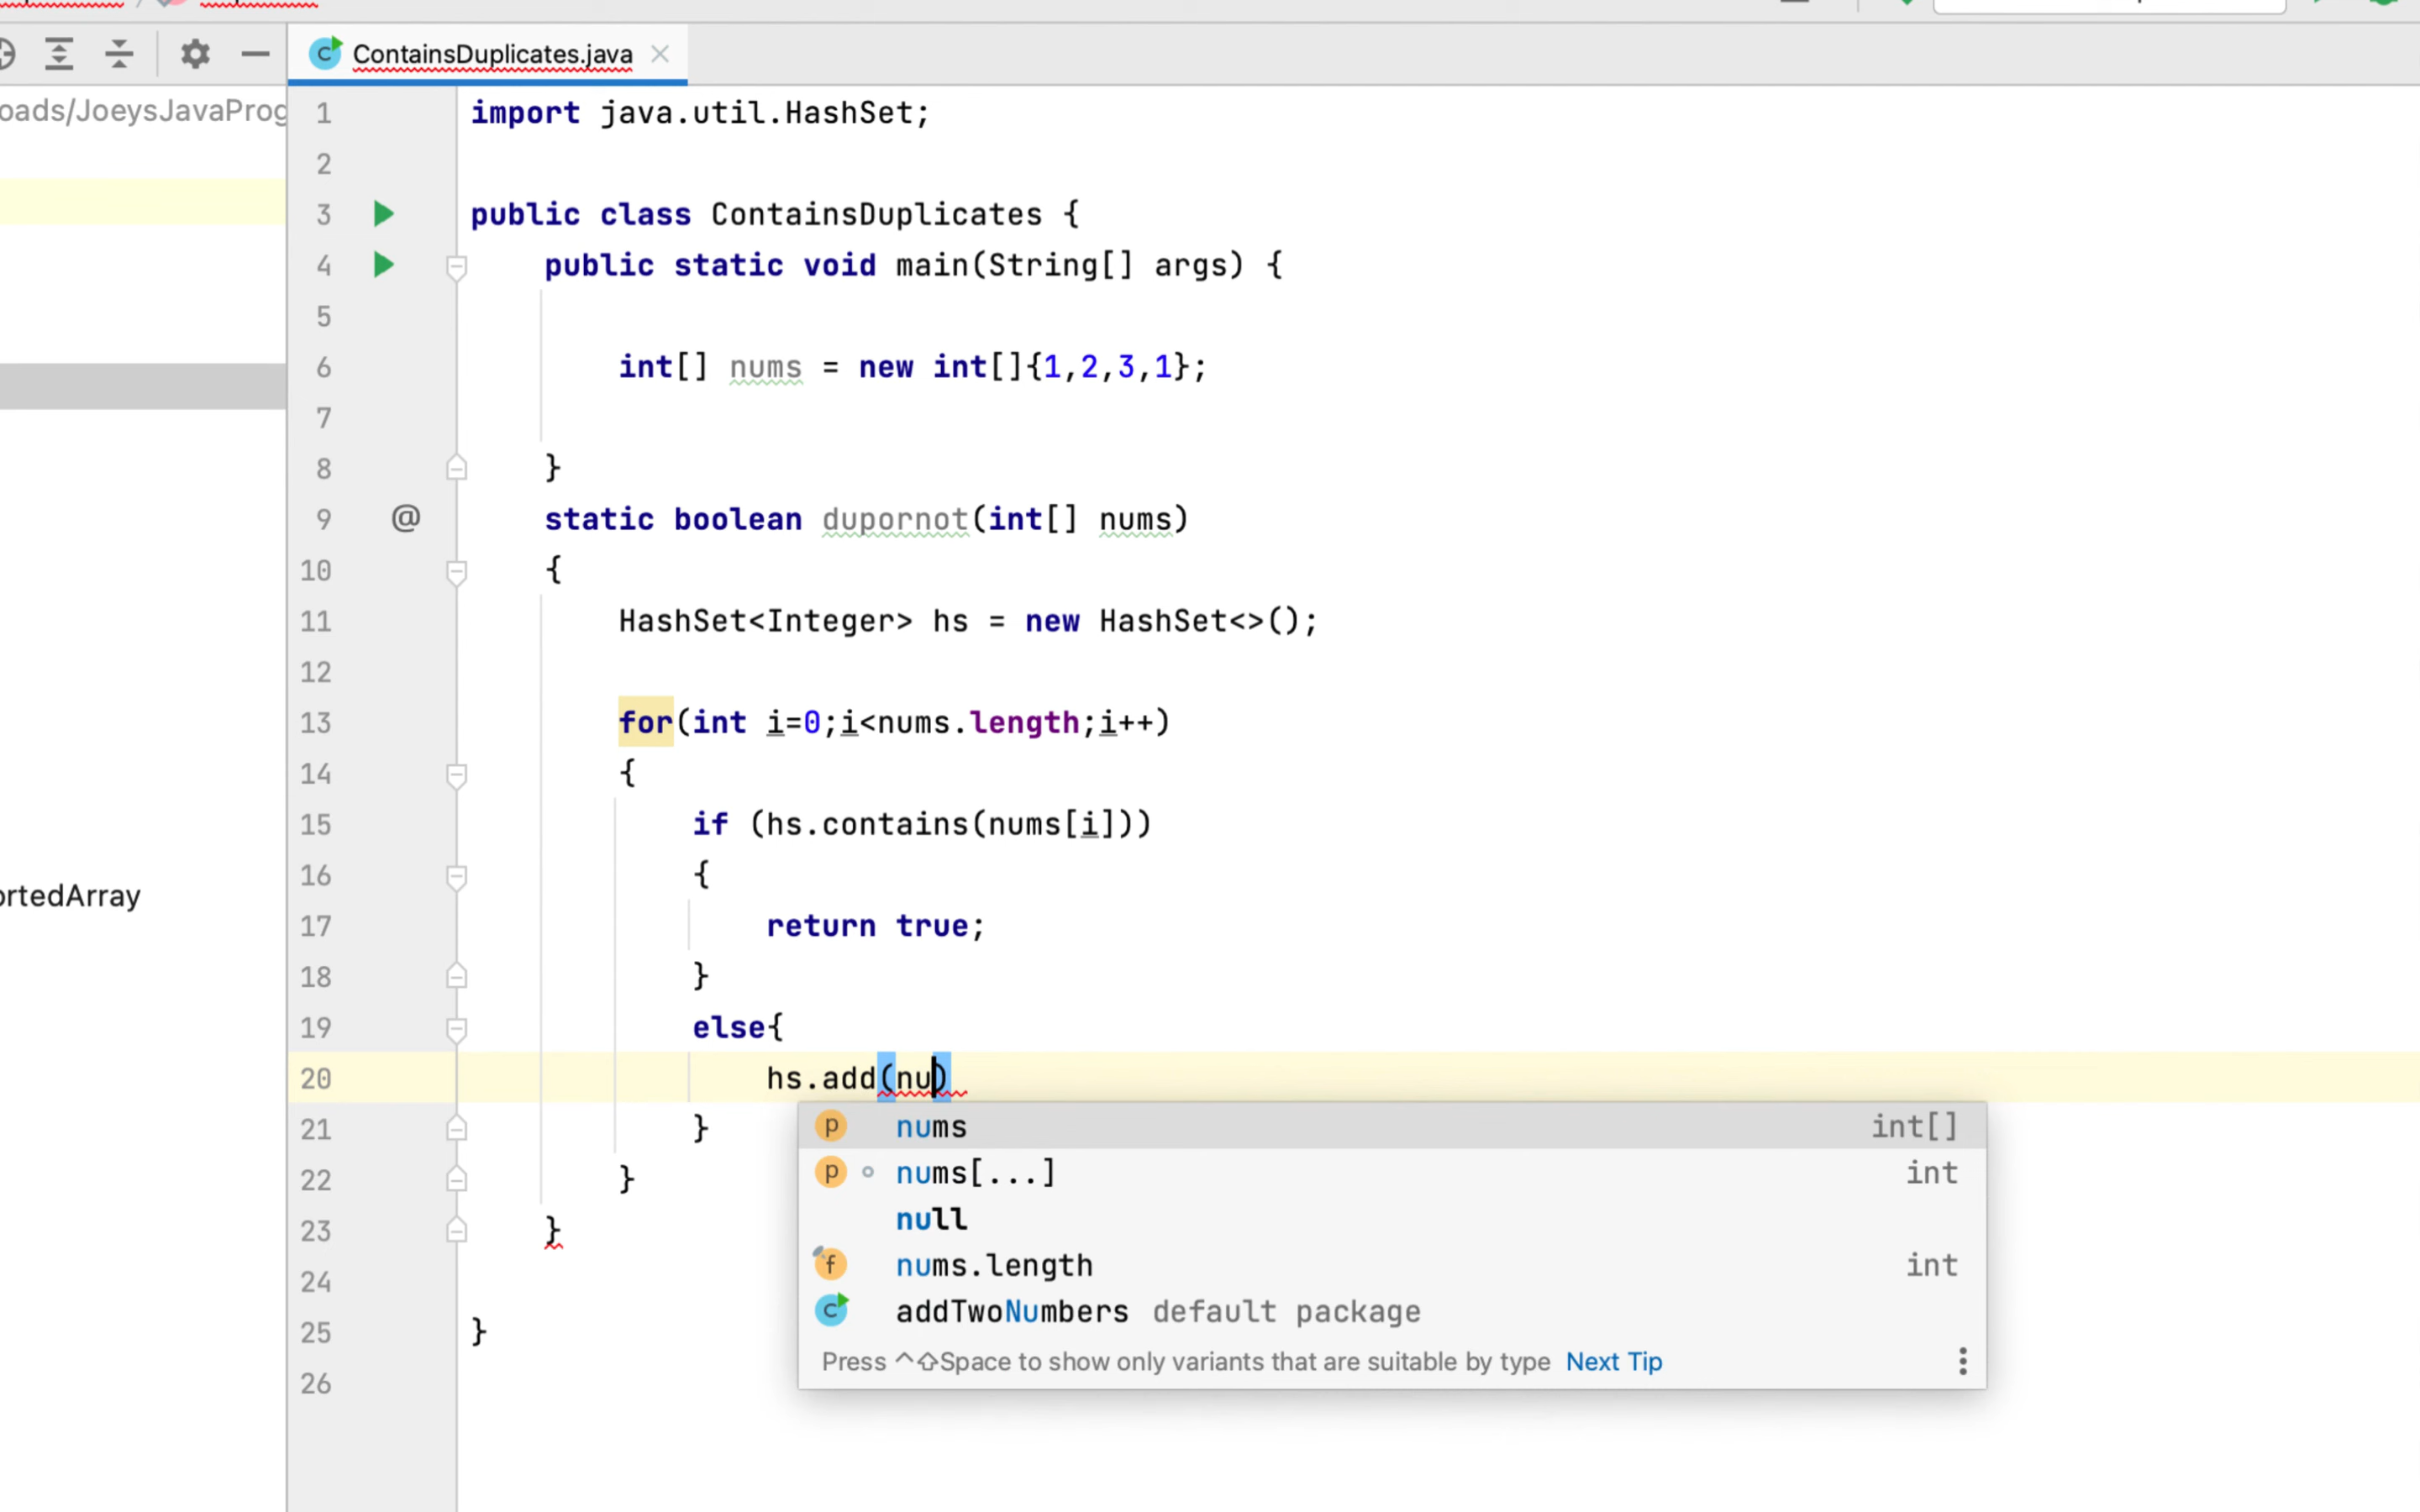 ContainsDuplicates.java
oads/JoeysJavaProg
ortedArray
1 import java.util.HashSet;
2
3 public class ContainsDuplicates {
4 public static void main(String[] args) {
5
6 int[] nums = new int[]{1,2,3,1};
7
8 }
9 @ static boolean dupornot(int[] nums)
10 {
11 HashSet<Integer> hs = new HashSet<>();
12
13 for(int i=0;i<nums.length;i++)
14 {
15 if (hs.contains(nums[i]))
16 {
17 return true;
18 }
19 else{
20 hs.add(nu)
21 }
22 }
23 }
24
25 }
26
p nums int[]
p nums[...] int
null
f nums.length int
C addTwoNumbers default package
Press ^⇧Space to show only variants that are suitable by type Next Tip